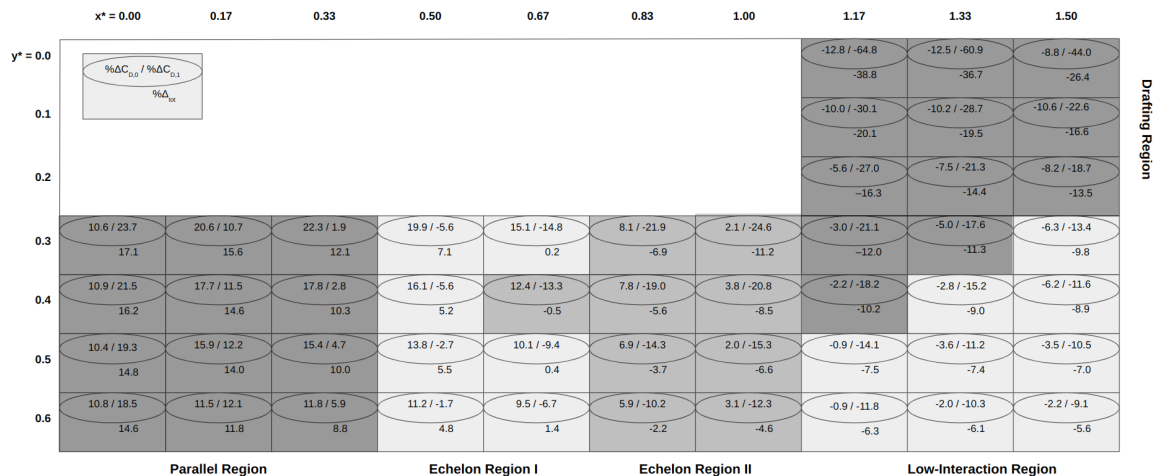 x* = 0.00 0.17 0.33 0.50 0.67 0.83 1.00 1.17 1.33 1.50
y* = 0.0 -12.8 / -64.8 -12.5 / -60.9 -8.8 / -44.0
%ΔC_D,0 / %ΔC_D,1
-38.8 -36.7 -26.4
%Δ_tot
0.1 -10.0 / -30.1 -10.2 / -28.7 -10.6 / -22.6
-20.1 -19.5 -16.6
0.2 -5.6 / -27.0 -7.5 / -21.3 -8.2 / -18.7
–16.3 -14.4 -13.5
Drafting Region
0.3 10.6 / 23.7 20.6 / 10.7 22.3 / 1.9 19.9 / -5.6 15.1 / -14.8 8.1 / -21.9 2.1 / -24.6 -3.0 / -21.1 -5.0 / -17.6 -6.3 / -13.4
17.1 15.6 12.1 7.1 0.2 -6.9 -11.2 –12.0 -11.3 -9.8
0.4 10.9 / 21.5 17.7 / 11.5 17.8 / 2.8 16.1 / -5.6 12.4 / -13.3 7.8 / -19.0 3.8 / -20.8 -2.2 / -18.2 -2.8 / -15.2 -6.2 / -11.6
16.2 14.6 10.3 5.2 -0.5 -5.6 -8.5 -10.2 -9.0 -8.9
0.5 10.4 / 19.3 15.9 / 12.2 15.4 / 4.7 13.8 / -2.7 10.1 / -9.4 6.9 / -14.3 2.0 / -15.3 -0.9 / -14.1 -3.6 / -11.2 -3.5 / -10.5
14.8 14.0 10.0 5.5 0.4 -3.7 -6.6 -7.5 -7.4 -7.0
0.6 10.8 / 18.5 11.5 / 12.1 11.8 / 5.9 11.2 / -1.7 9.5 / -6.7 5.9 / -10.2 3.1 / -12.3 -0.9 / -11.8 -2.0 / -10.3 -2.2 / -9.1
14.6 11.8 8.8 4.8 1.4 -2.2 -4.6 -6.3 -6.1 -5.6
Parallel Region Echelon Region I Echelon Region II Low-Interaction Region